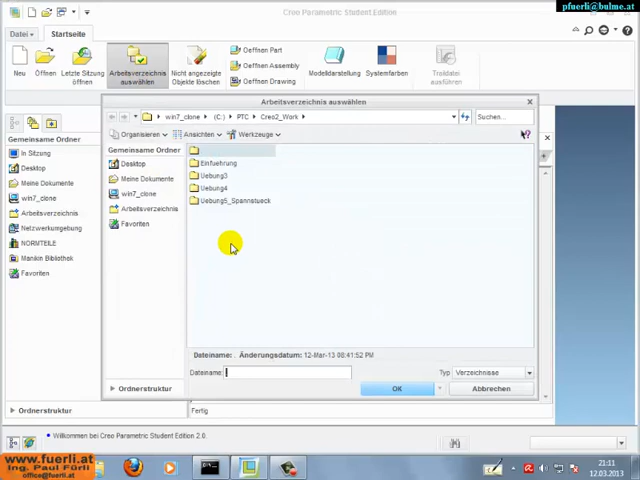 pfuerli@bulme.at
Creo Parametric Student Edition
Datei
Startseite
Neu
Öffnen
Letzte Sitzung öffnen
Arbeitsverzeichnis auswählen
Nicht angezeigte Objekte löschen
Oeffnen Part
Oeffnen Assembly
Oeffnen Drawing
Modelldarstellung
Systemfarben
Traildatei ausführen
Gemeinsame Ordner
In Sitzung
Desktop
Meine Dokumente
win7_clone
Arbeitsverzeichnis
Netzwerkumgebung
NORMTEILE
Manikin Bibliothek
Favoriten
Ordnerstruktur
Arbeitsverzeichnis auswählen
win7_clone
(C:)
PTC
Creo2_Work
Suchen...
Organisieren
Ansichten
Werkzeuge
Gemeinsame Ordner
Desktop
Meine Dokumente
win7_clone
Arbeitsverzeichnis
Favoriten
Einfuehrung
Uebung3
Uebung4
Uebung5_Spannstueck
Dateiname: . Änderungsdatum: 12-Mar-13 08:41:52 PM
Dateiname:
Typ
Verzeichnisse
Ordnerstruktur
OK
Abbrechen
Fertig
Willkommen bei Creo Parametric Student Edition 2.0.
www.fuerli.at
Ing. Paul Fürli
office@fuerli.at
21:11
12.03.2013